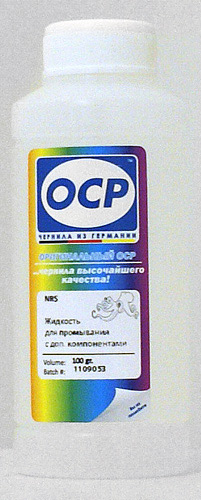 OCP
ЧЕРНИЛА ИЗ ГЕРМАНИИ
ОРИГИНАЛЬНЫЙ OCP
...чернила высочайшего
качества!
NRS
Жидкость
для промывания
с доп. компонентами
Volume: 100 gr.
Batch #: 1109053